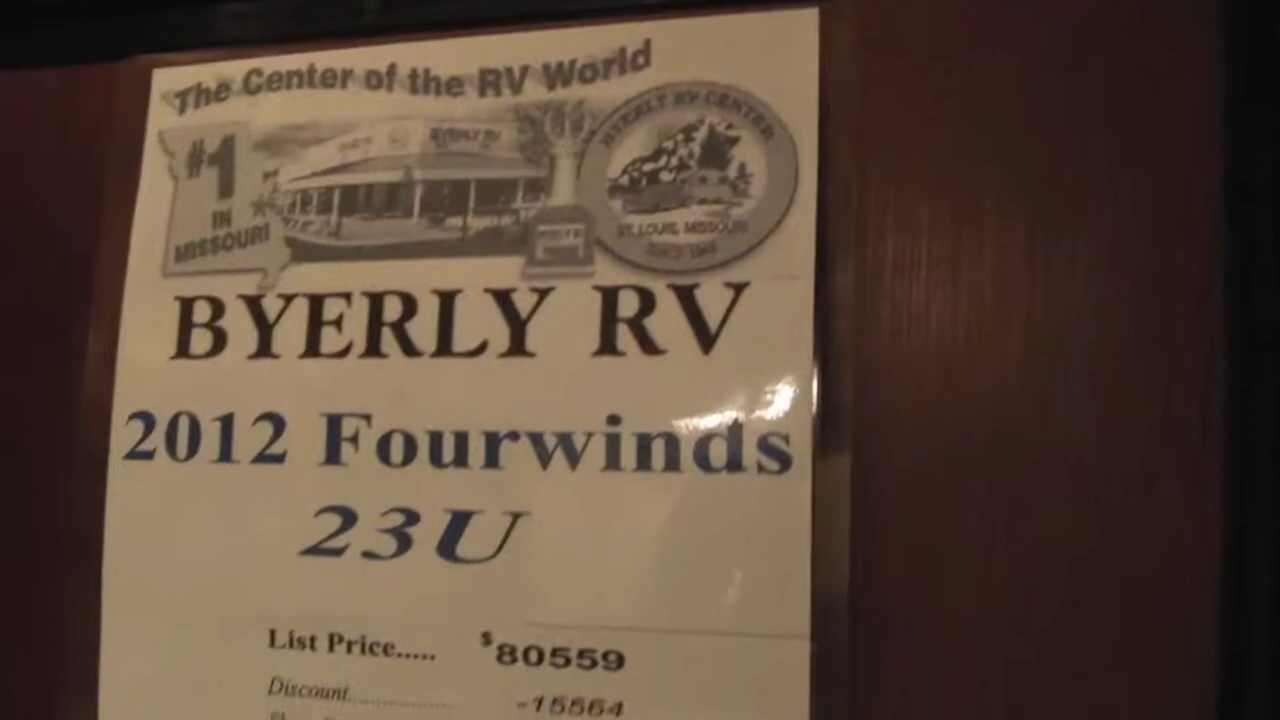 The Center of the RV World
#1
IN
MISSOURI
BYERLY RV
BYERLY RV CENTER
ST. LOUIS, MISSOURI
BYERLY RV
2012 Fourwinds
23U
List Price..... $80559
Discount.................. -15564